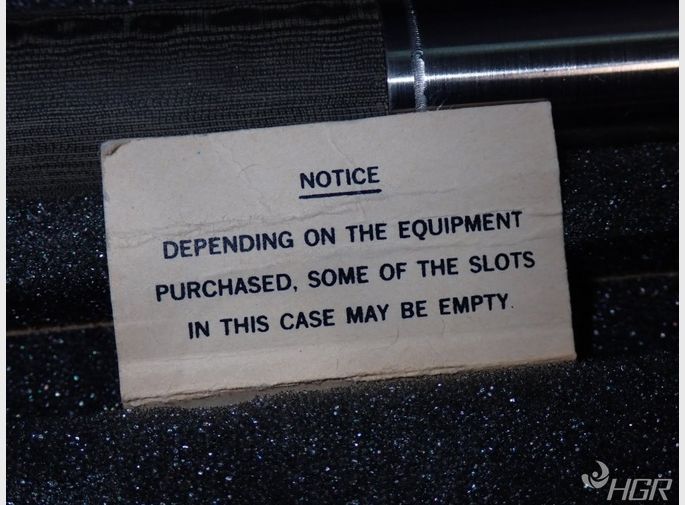 NOTICE
DEPENDING ON THE EQUIPMENT
PURCHASED, SOME OF THE SLOTS
IN THIS CASE MAY BE EMPTY.
HGR